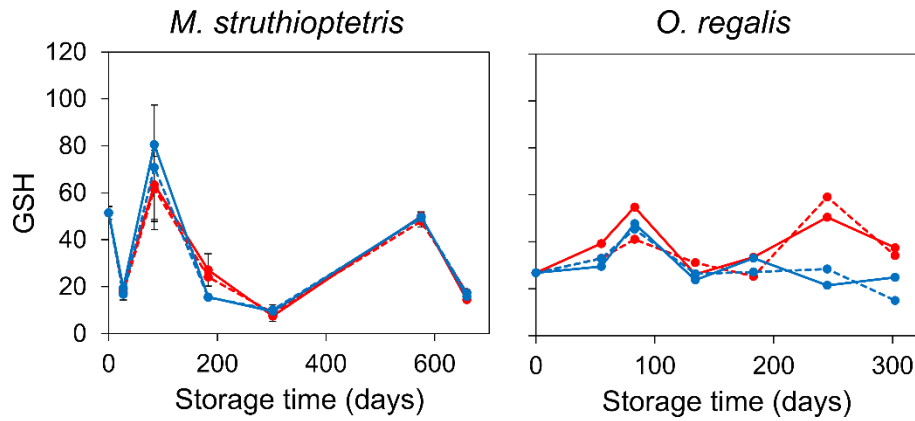 M. struthioptetris
O. regalis
GSH
120
100
80
60
40
20
0
0 200 400 600
Storage time (days)
0 100 200 300
Storage time (days)